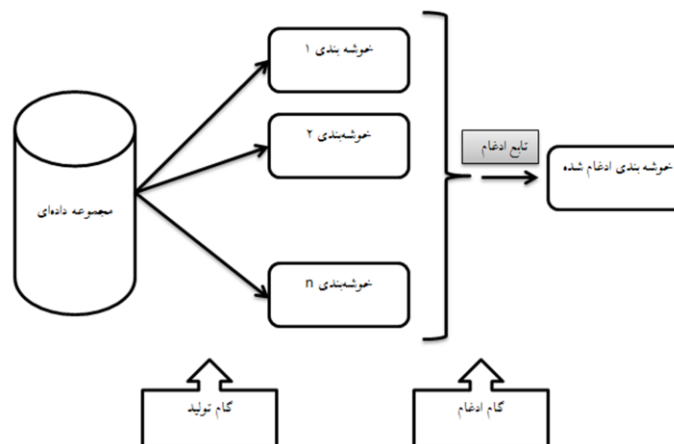 خوشه بندی ۱
خوشه‌بندی ۲
تابع ادغام
خوشه بندی ادغام شده
مجموعه داده‌ای
خوشه‌بندی n
گام تولید
گام ادغام